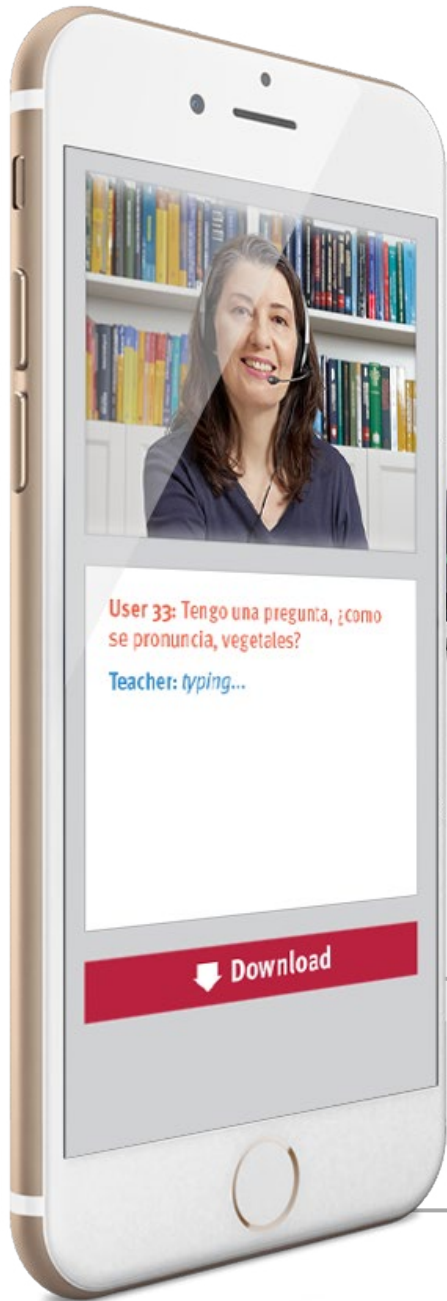 User 33: Tengo una pregunta, ¿como
se pronuncia, vegetales?
Teacher: typing...
Download